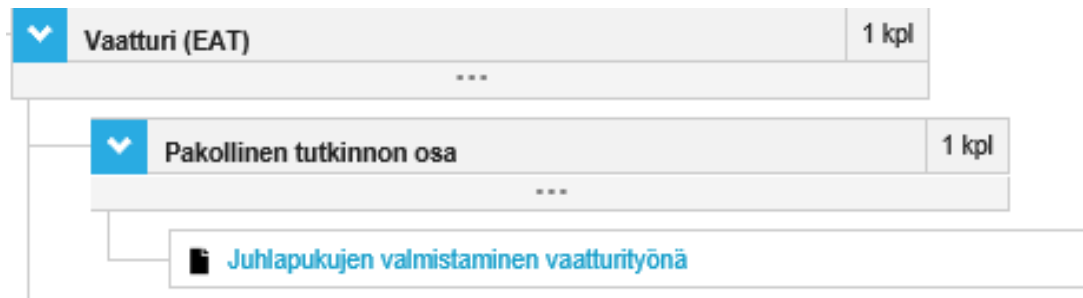 Vaatturi (EAT) 1 kpl
...
Pakollinen tutkinnon osa 1 kpl
...
Juhlapukujen valmistaminen vaatturityönä